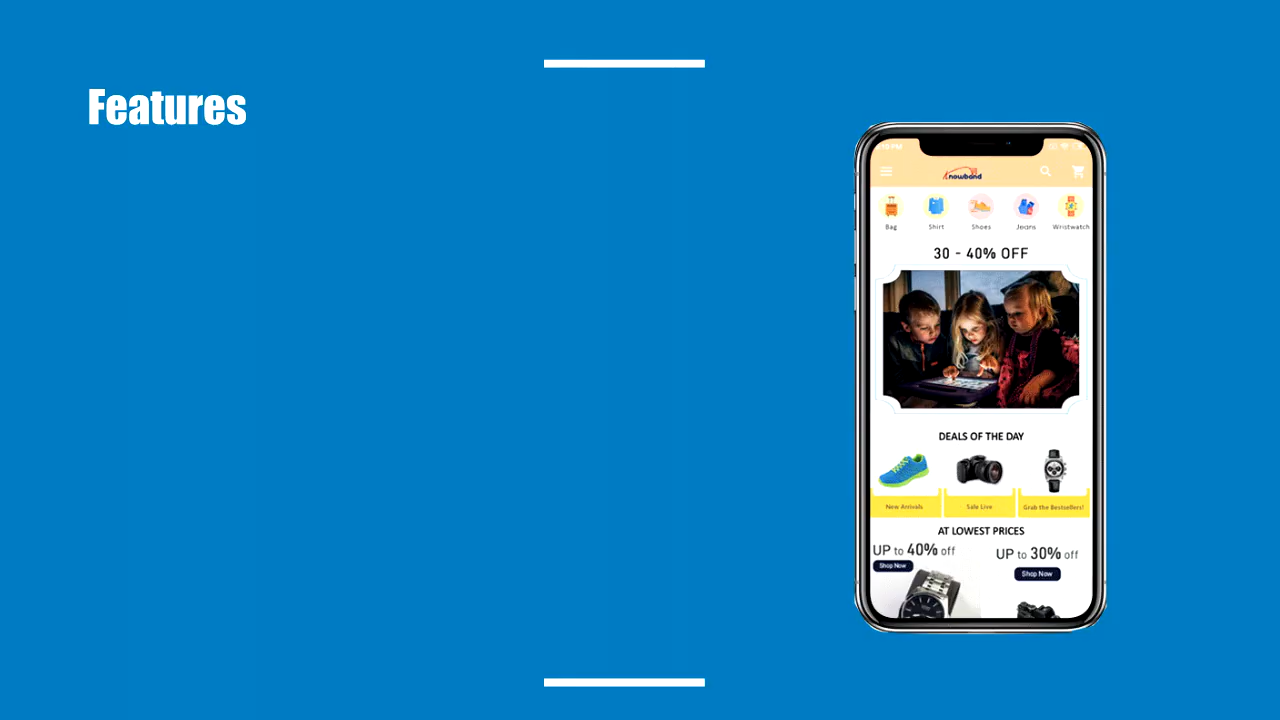 Features
knowband
Bag Shirt Shoes Jeans Wristwatch
30 - 40% OFF
DEALS OF THE DAY
New Arrivals Sale Live Grab the Bestsellers!
AT LOWEST PRICES
UP to 40% off UP to 30% off
Shop Now Shop Now